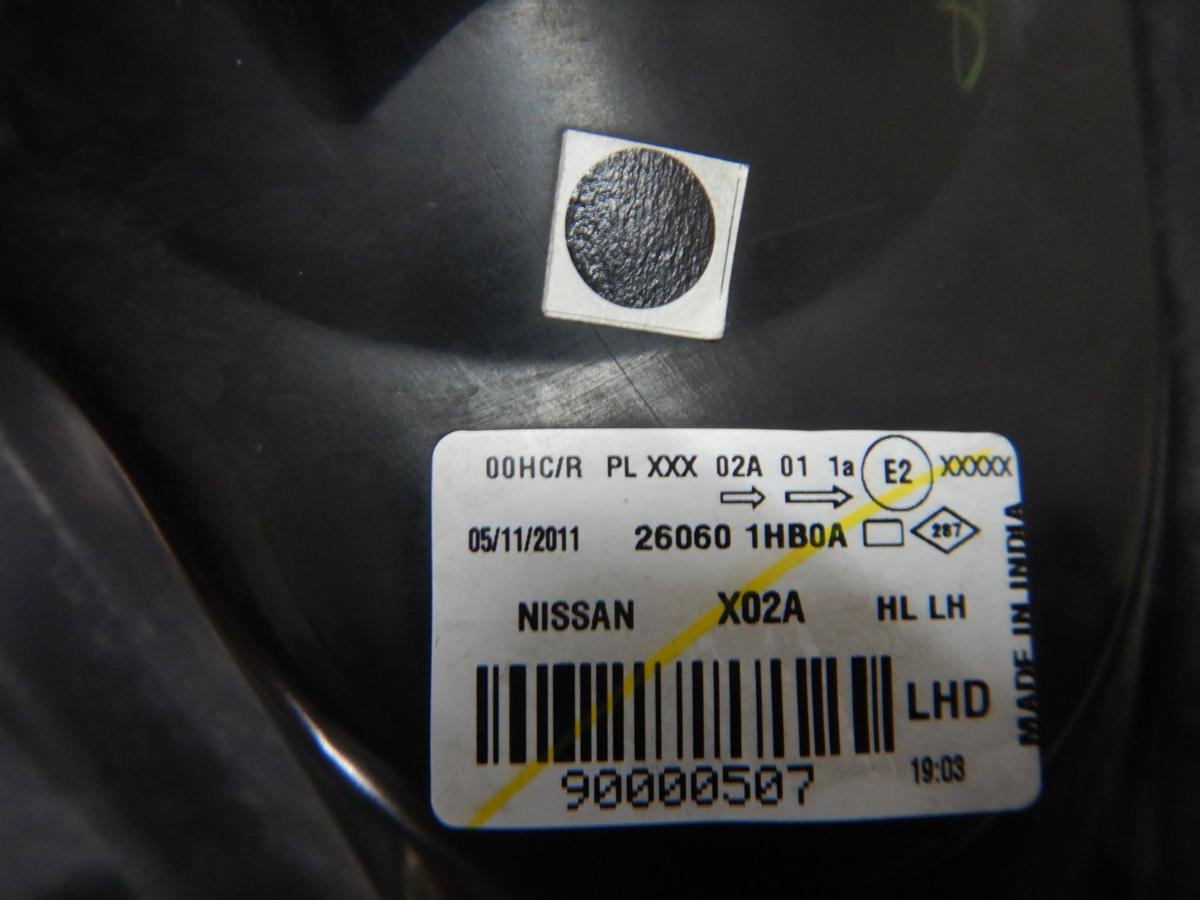 00HC/R PL XXX 02A 01 1a E2 XXXXX
05/11/2011 26060 1HB0A 287
NISSAN X02A HL LH
LHD
90000507 19:03
MADE IN INDIA